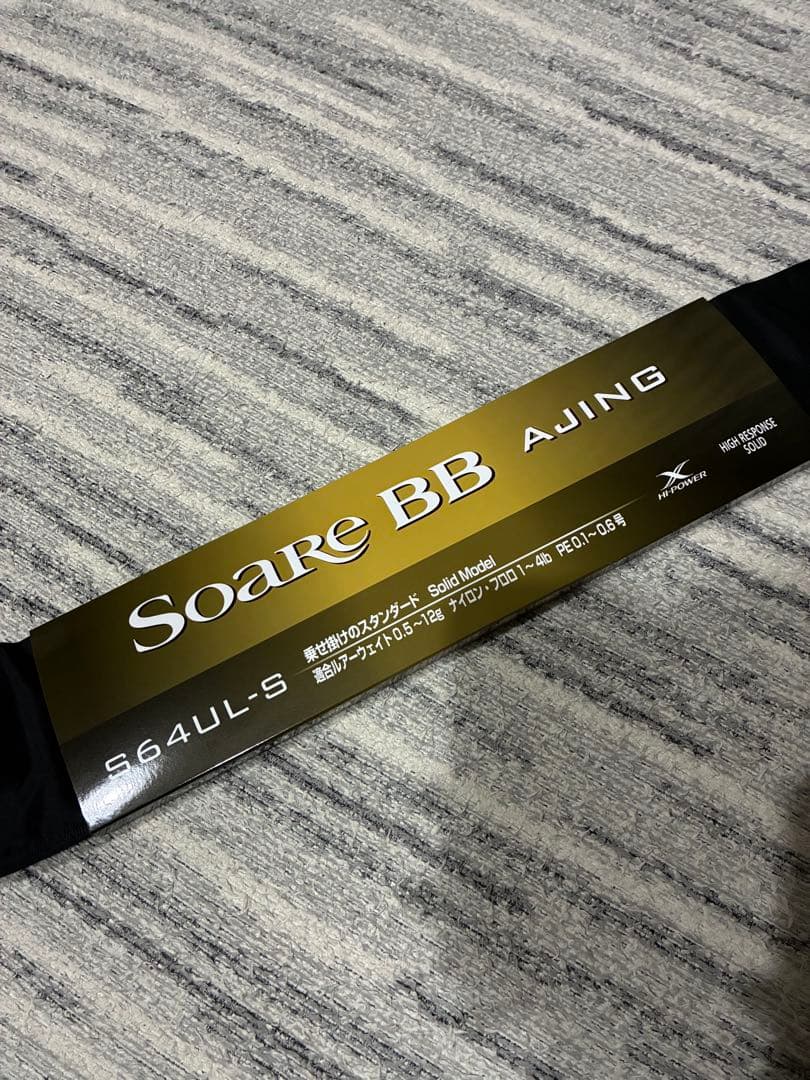 Soare BB AJING
S64UL-S
乗せ掛けのスタンダード Solid Model
適合ルアーウェイト0.5～12g ナイロン・フロロ1～4lb PE0.1～0.6号
X
HI-POWER
HIGH RESPONSE
SOLID